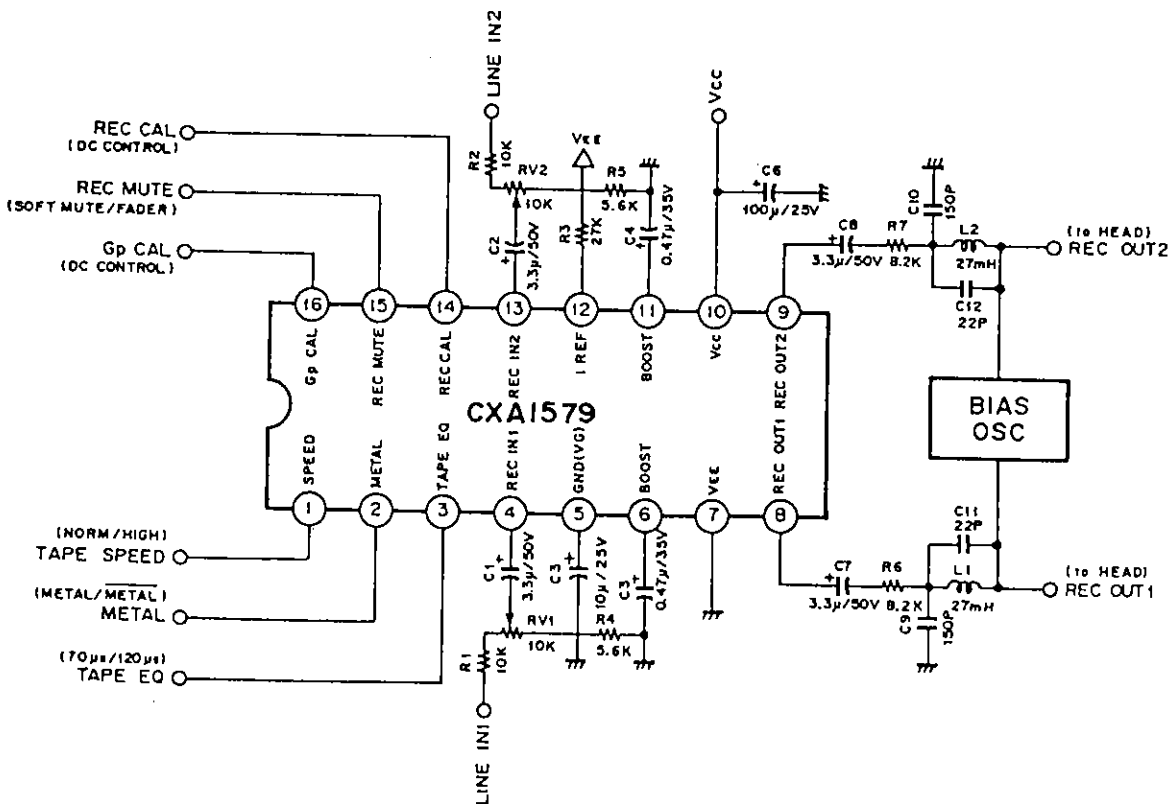 LINE IN2
VCC
REC CAL
(DC CONTROL)
REC MUTE
(SOFT MUTE/FADER)
Gp CAL
(DC CONTROL)
R2
10K
RV2
10K
C2
3.3μ/50V
VEE
R3
27K
R5
5.6K
C4
0.47μ/35V
C6
100μ/25V
C8
3.3μ/50V
R7
8.2K
C10
150P
L2
27mH
C12
22P
(to HEAD)
REC OUT2
16
15
14
13
12
11
10
9
Gp CAL
REC MUTE
REC CAL
REC IN2
I REF
BOOST
VCC
REC OUT2
CXA1579
BIAS
OSC
SPEED
METAL
TAPE EQ
REC IN1
GND(VG)
BOOST
VEE
REC OUT1
1
2
3
4
5
6
7
8
(NORM/HIGH)
TAPE SPEED
(METAL/M̅E̅T̅A̅L̅)
METAL
(70μs/120μs)
TAPE EQ
C1
3.3μ/50V
C3
10μ/25V
C3
0.47μ/35V
RV1
10K
R4
5.6K
R1
10K
LINE IN1
C7
3.3μ/50V
R6
8.2K
C9
150P
C11
22P
L1
27mH
(to HEAD)
REC OUT1